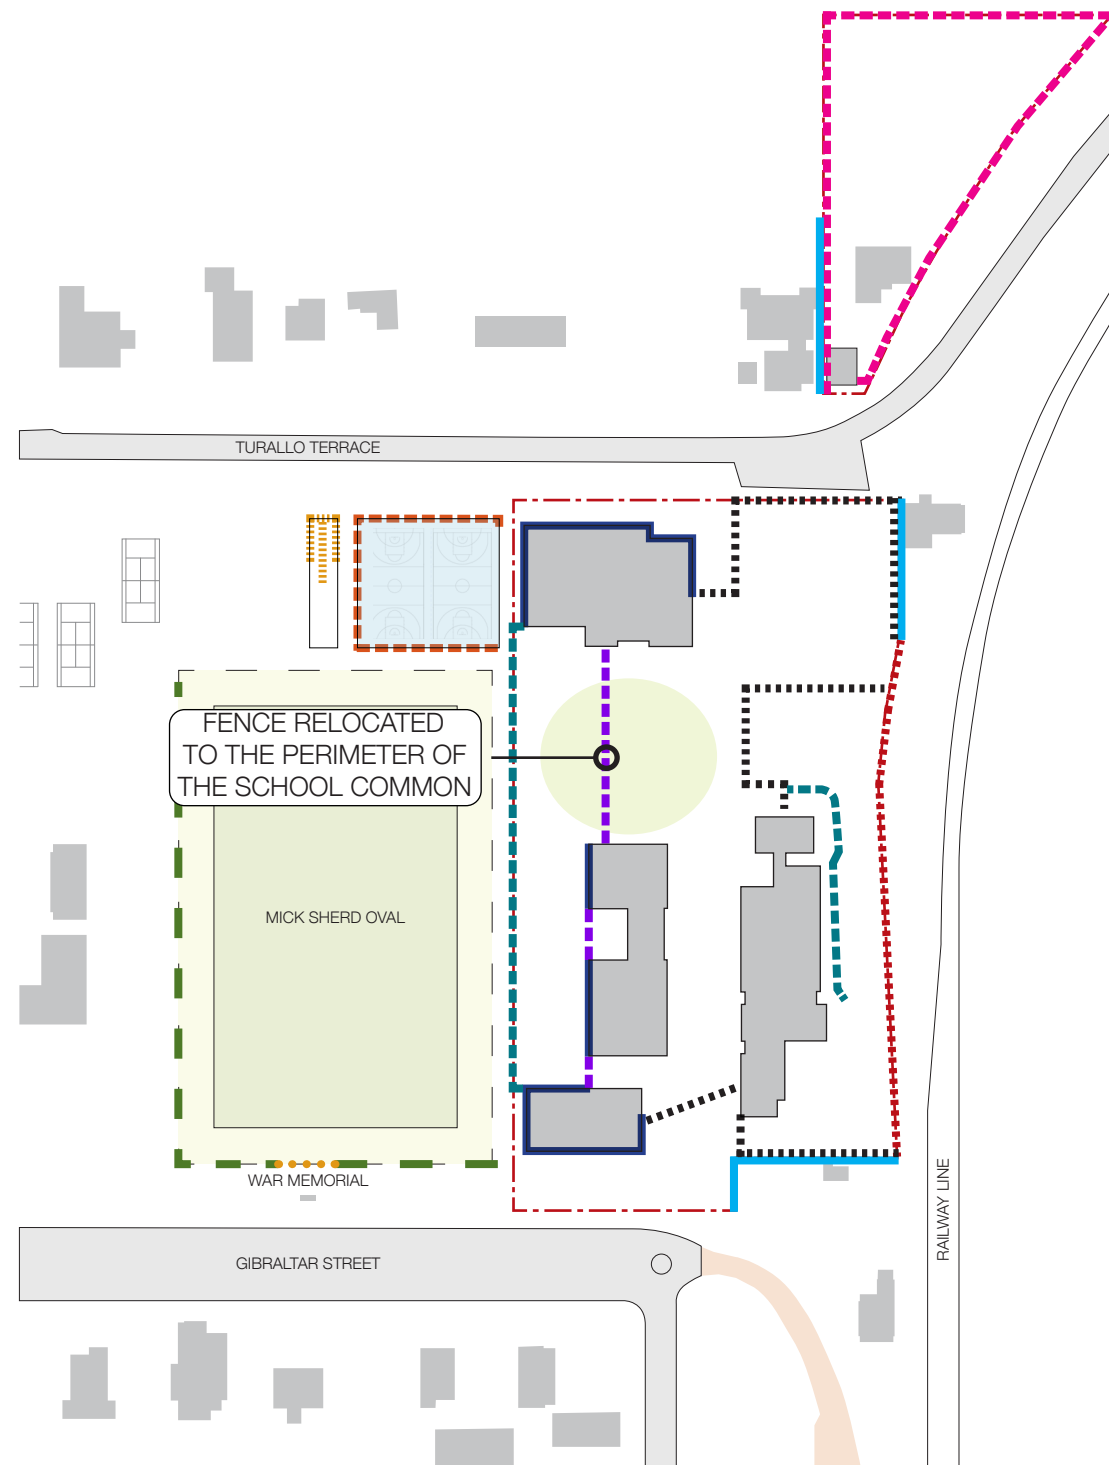 TURALLO TERRACE
FENCE RELOCATED
TO THE PERIMETER OF
THE SCHOOL COMMON
MICK SHERD OVAL
WAR MEMORIAL
RAILWAY LINE
GIBRALTAR STREET